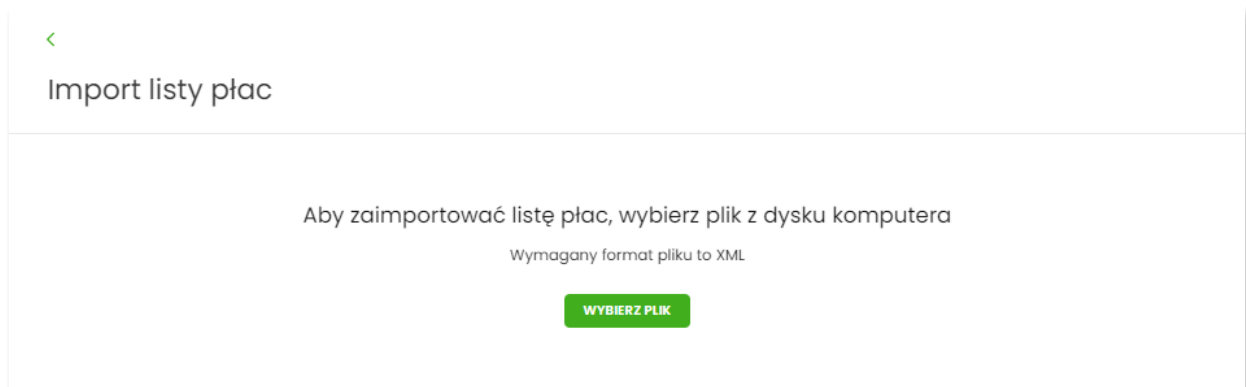 Import listy płac
Aby zaimportować listę płac, wybierz plik z dysku komputera
Wymagany format pliku to XML
WYBIERZ PLIK